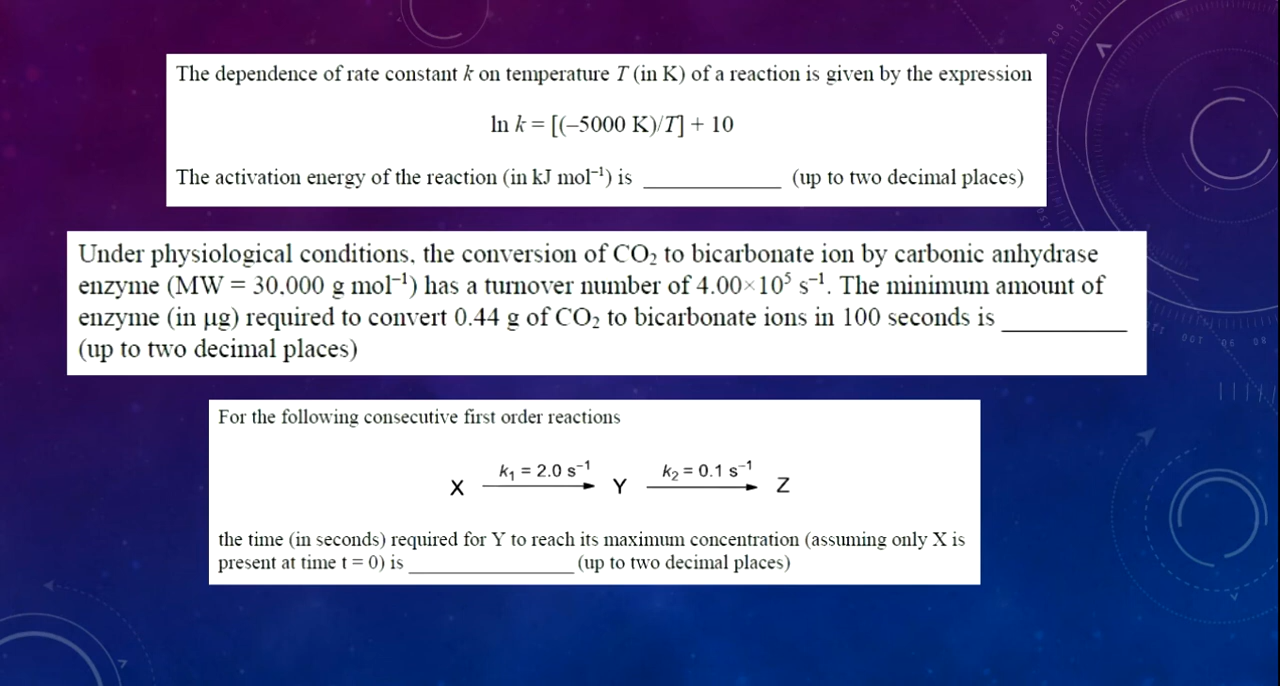 The dependence of rate constant k on temperature T (in K) of a reaction is given by the expression
ln k = [(−5000 K)/T] + 10
The activation energy of the reaction (in kJ mol⁻¹) is ____________ (up to two decimal places)
Under physiological conditions, the conversion of CO₂ to bicarbonate ion by carbonic anhydrase
enzyme (MW = 30,000 g mol⁻¹) has a turnover number of 4.00×10⁵ s⁻¹. The minimum amount of
enzyme (in µg) required to convert 0.44 g of CO₂ to bicarbonate ions in 100 seconds is __________
(up to two decimal places)
For the following consecutive first order reactions
X k₁ = 2.0 s⁻¹ Y k₂ = 0.1 s⁻¹ Z
the time (in seconds) required for Y to reach its maximum concentration (assuming only X is
present at time t = 0) is ________________ (up to two decimal places)